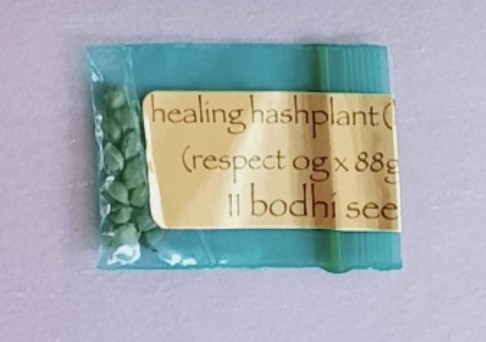 healing hashplant (
(respect og x 88g
11 bodhi see